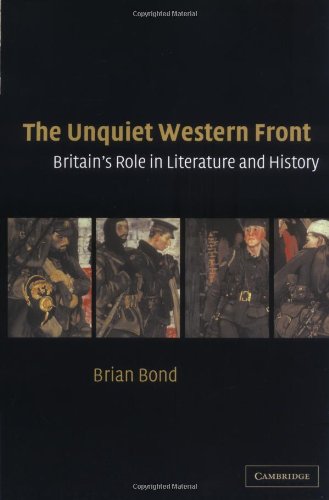 The Unquiet Western Front
Britain's Role in Literature and History
Brian Bond
CAMBRIDGE